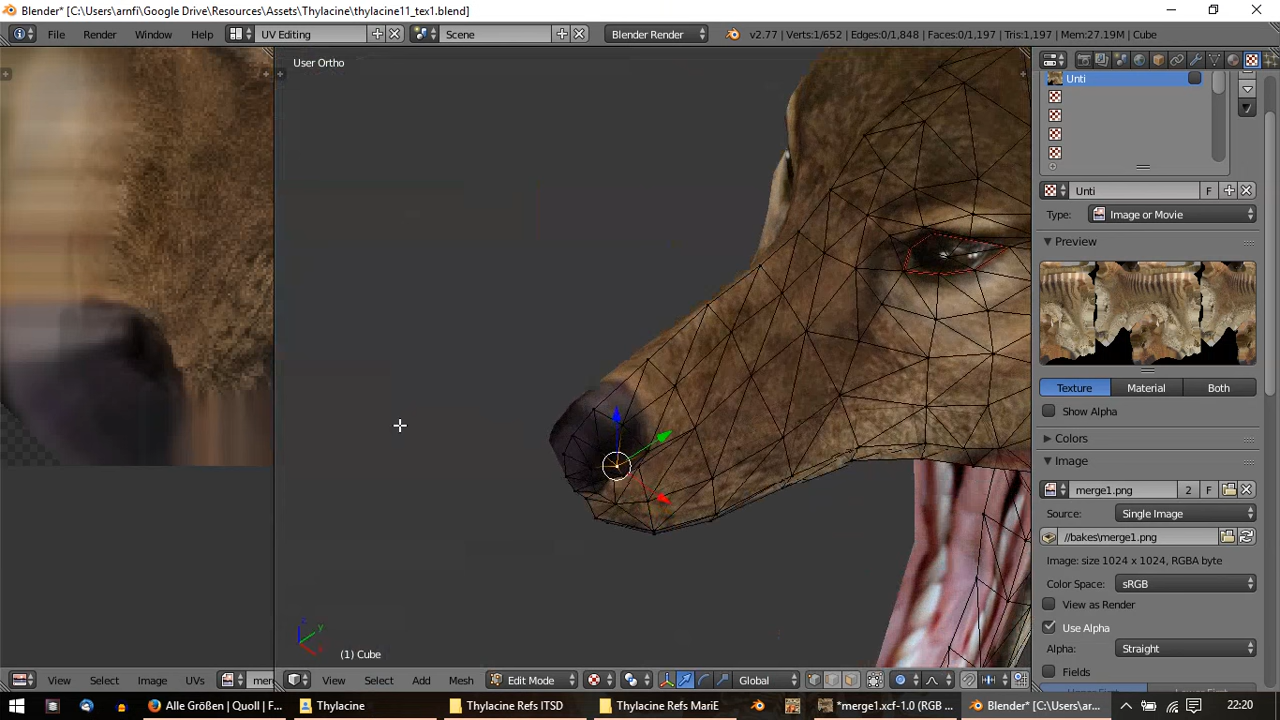 Blender* [C:\Users\arnfi\Google Drive\Resources\Assets\Thylacine\thylacine11_tex1.blend]
File Render Window Help UV Editing Scene Blender Render v2.77 | Verts:1/652 | Edges:0/1,848 | Faces:0/1,197 | Tris:1,197 | Mem:27.19M | Cube
User Ortho
Unti
Unti F
Type: Image or Movie
Preview
Texture Material Both
Show Alpha
Colors
Image
merge1.png 2 F
Source: Single Image
//bakes\merge1.png
Image: size 1024 x 1024, RGBA byte
Color Space: sRGB
View as Render
Use Alpha
Alpha: Straight
Fields
(1) Cube
View Select Image UVs mer View Select Add Mesh Edit Mode Global
Alle Größen | Quoll | F... Thylacine Thylacine Refs ITSD Thylacine Refs MariE *merge1.xcf-1.0 (RGB ... Blender* [C:\Users\ar... 22:20